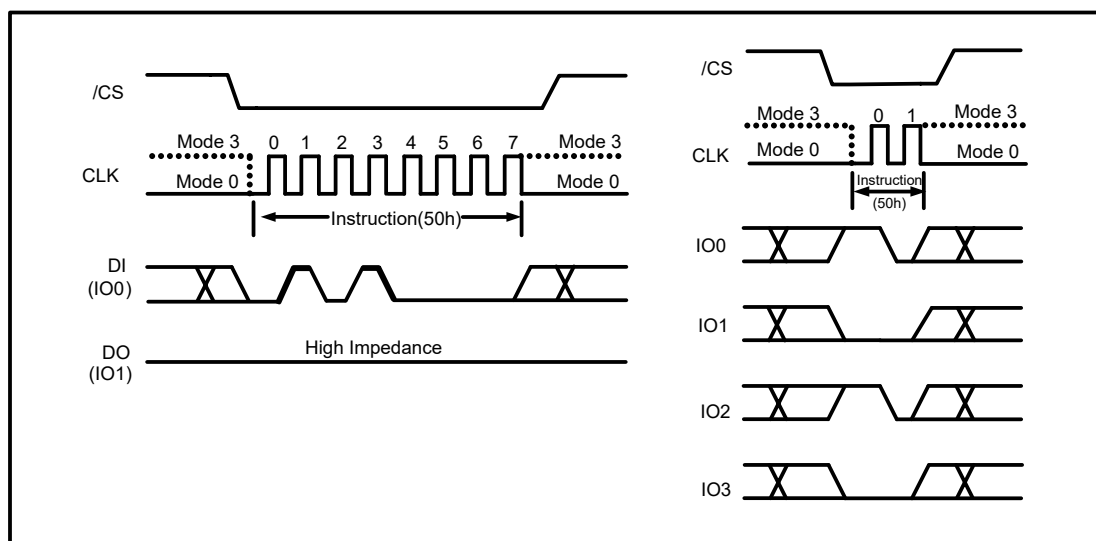 /CS
Mode 3 0 1 2 3 4 5 6 7 Mode 3
CLK
Mode 0 Mode 0
Instruction(50h)
DI
(IO0)
DO
(IO1)
High Impedance
/CS
Mode 3 0 1 Mode 3
CLK
Mode 0 Mode 0
Instruction
(50h)
IO0
IO1
IO2
IO3